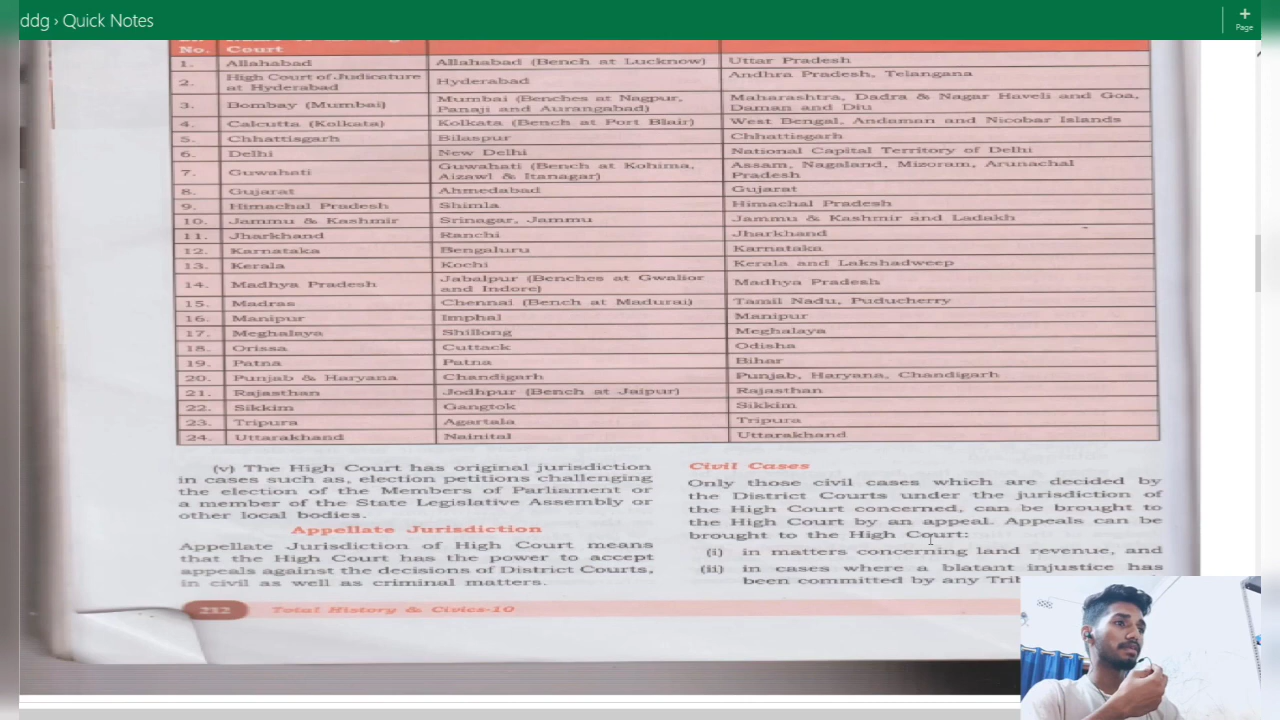 ddg › Quick Notes
+
Page
No. Court
1. Allahabad Allahabad (Bench at Lucknow) Uttar Pradesh
2. High Court of Judicature at Hyderabad Hyderabad Andhra Pradesh, Telangana
3. Bombay (Mumbai) Mumbai (Benches at Nagpur, Panaji and Aurangabad) Maharashtra, Dadra & Nagar Haveli and Goa, Daman and Diu
4. Calcutta (Kolkata) Kolkata (Bench at Port Blair) West Bengal, Andaman and Nicobar Islands
5. Chhattisgarh Bilaspur Chhattisgarh
6. Delhi New Delhi National Capital Territory of Delhi
7. Guwahati Guwahati (Bench at Kohima, Aizawl & Itanagar) Assam, Nagaland, Mizoram, Arunachal Pradesh
8. Gujarat Ahmedabad Gujarat
9. Himachal Pradesh Shimla Himachal Pradesh
10. Jammu & Kashmir Srinagar, Jammu Jammu & Kashmir and Ladakh
11. Jharkhand Ranchi Jharkhand
12. Karnataka Bengaluru Karnataka
13. Kerala Kochi Kerala and Lakshadweep
14. Madhya Pradesh Jabalpur (Benches at Gwalior and Indore) Madhya Pradesh
15. Madras Chennai (Bench at Madurai) Tamil Nadu, Puducherry
16. Manipur Imphal Manipur
17. Meghalaya Shillong Meghalaya
18. Orissa Cuttack Odisha
19. Patna Patna Bihar
20. Punjab & Haryana Chandigarh Punjab, Haryana, Chandigarh
21. Rajasthan Jodhpur (Bench at Jaipur) Rajasthan
22. Sikkim Gangtok Sikkim
23. Tripura Agartala Tripura
24. Uttarakhand Nainital Uttarakhand
(v) The High Court has original jurisdiction
in cases such as, election petitions challenging
the election of the Members of Parliament or
a member of the State Legislative Assembly or
other local bodies.
Appellate Jurisdiction
Appellate Jurisdiction of High Court means
that the High Court has the power to accept
appeals against the decisions of District Courts,
in civil as well as criminal matters.
Civil Cases
Only those civil cases which are decided by
the District Courts under the jurisdiction of
the High Court concerned, can be brought to
the High Court by an appeal. Appeals can be
brought to the High Court:
(i) in matters concerning land revenue, and
(ii) in cases where a blatant injustice has
been committed by any
212 Total History & Civics-10